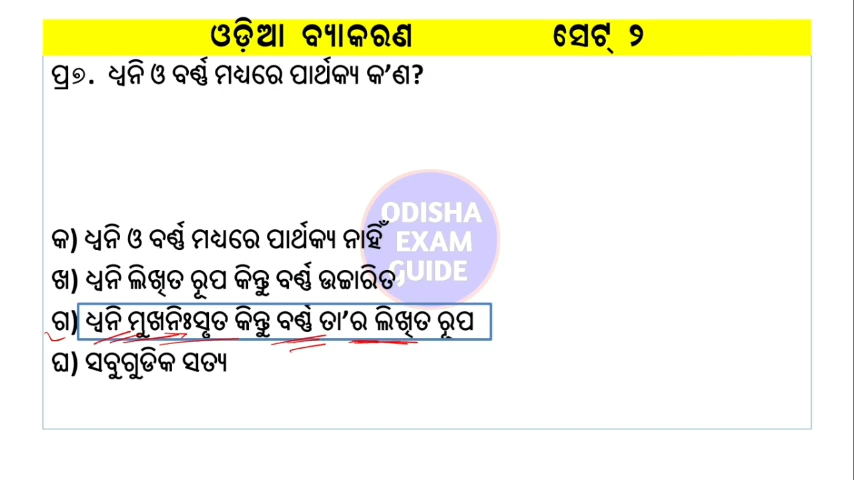 ଓଡ଼ିଆ ବ୍ୟାକରଣ ସେଟ୍ ୨
ପ୍ର୭. ଧ୍ୱନି ଓ ବର୍ଣ୍ଣ ମଧ୍ୟରେ ପାର୍ଥକ୍ୟ କ’ଣ?
ODISHA
EXAM
GUIDE
କ) ଧ୍ୱନି ଓ ବର୍ଣ୍ଣ ମଧ୍ୟରେ ପାର୍ଥକ୍ୟ ନାହିଁ
ଖ) ଧ୍ୱନି ଲିଖିତ ରୂପ କିନ୍ତୁ ବର୍ଣ୍ଣ ଉଚ୍ଚାରିତ
ଗ) ଧ୍ୱନି ମୁଖନିଃସୃତ କିନ୍ତୁ ବର୍ଣ୍ଣ ତା’ର ଲିଖିତ ରୂପ
ଘ) ସବୁଗୁଡିକ ସତ୍ୟ